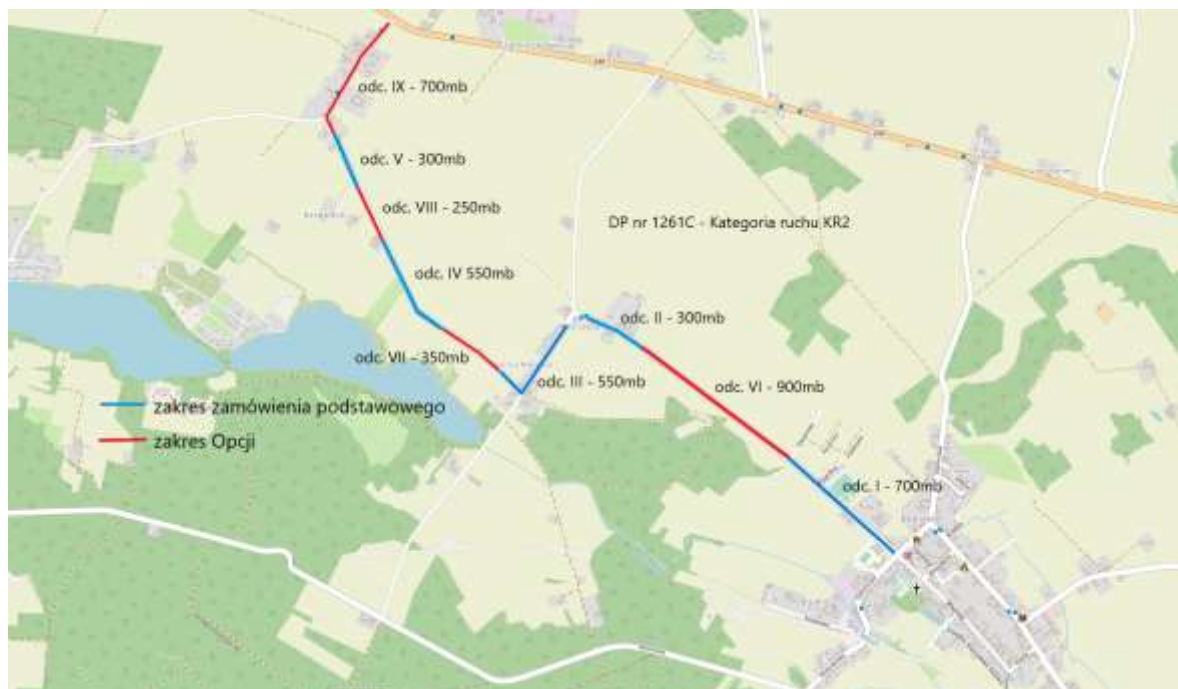 odc. IX - 700mb
odc. V - 300mb
odc. VIII - 250mb
DP nr 1261C - Kategoria ruchu KR2
odc. IV 550mb
odc. II - 300mb
odc. VII - 350mb
odc. III - 550mb
odc. VI - 900mb
zakres zamówienia podstawowego
zakres Opcji
odc. I - 700mb